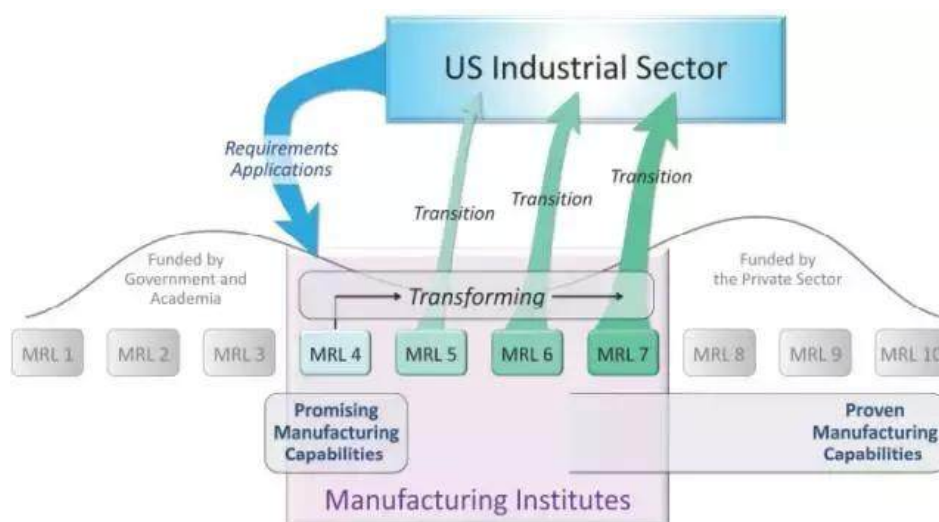 US Industrial Sector
Requirements
Applications
Transition
Transition
Transition
Funded by
Government and
Academia
Funded by
the Private Sector
Transforming
MRL 1
MRL 2
MRL 3
MRL 4
MRL 5
MRL 6
MRL 7
MRL 8
MRL 9
MRL 10
Promising
Manufacturing
Capabilities
Proven
Manufacturing
Capabilities
Manufacturing Institutes